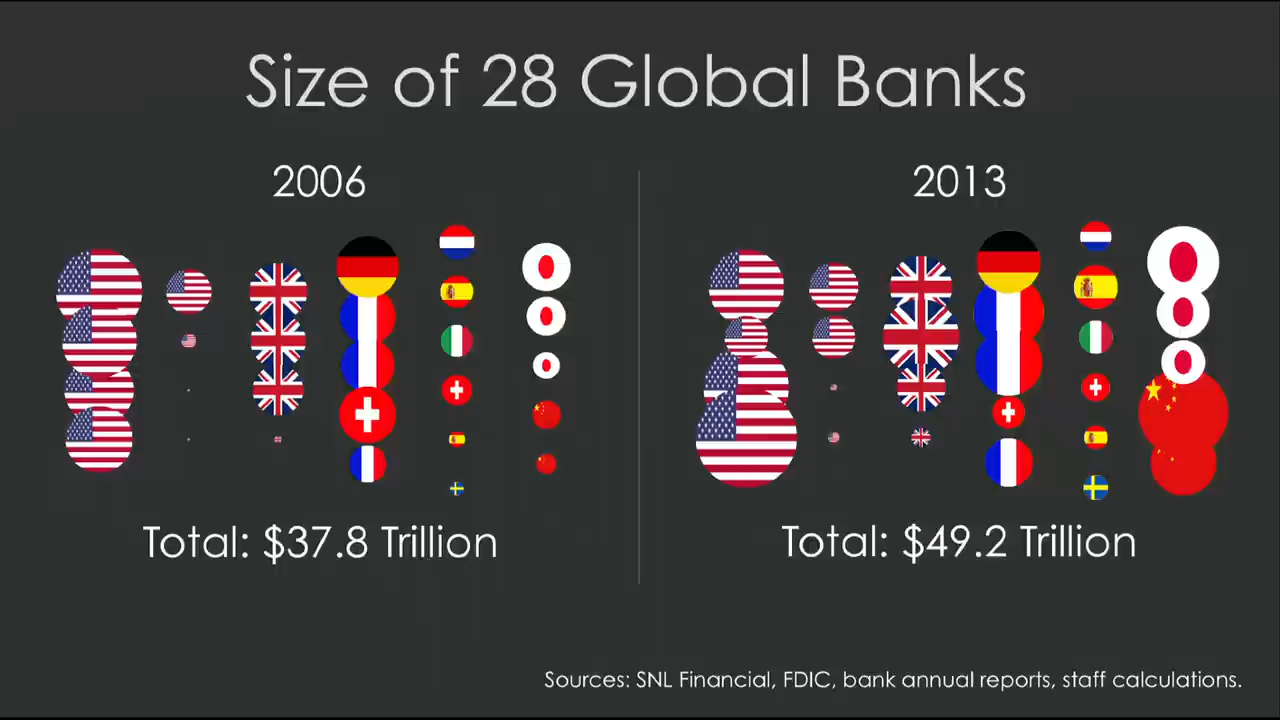 Size of 28 Global Banks
2006
2013
Total: $37.8 Trillion
Total: $49.2 Trillion
Sources: SNL Financial, FDIC, bank annual reports, staff calculations.